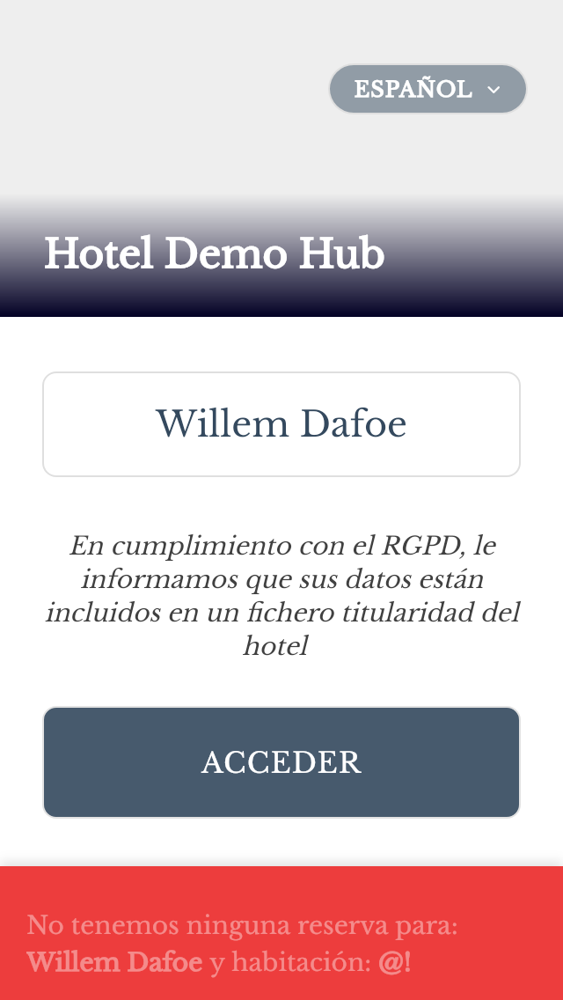 ESPAÑOL
Hotel Demo Hub
Willem Dafoe
En cumplimiento con el RGPD, le
informamos que sus datos están
incluidos en un fichero titularidad del
hotel
ACCEDER
No tenemos ninguna reserva para:
Willem Dafoe y habitación: @!